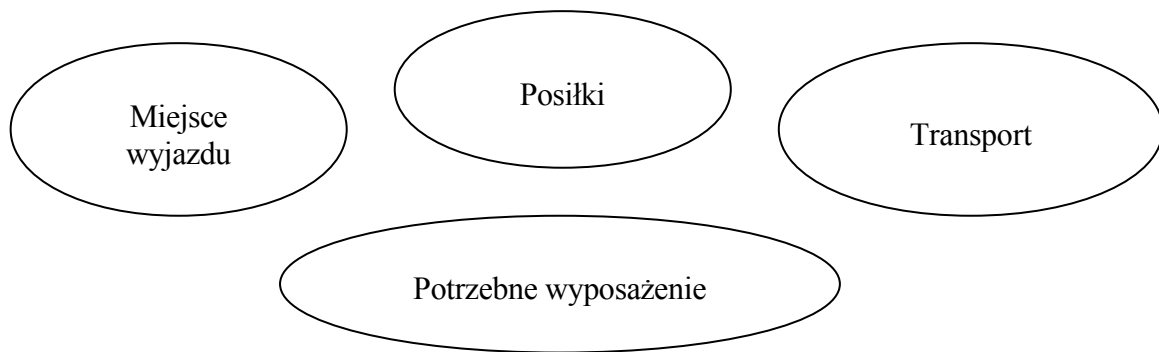 Miejsce
wyjazdu
Posiłki
Transport
Potrzebne wyposażenie